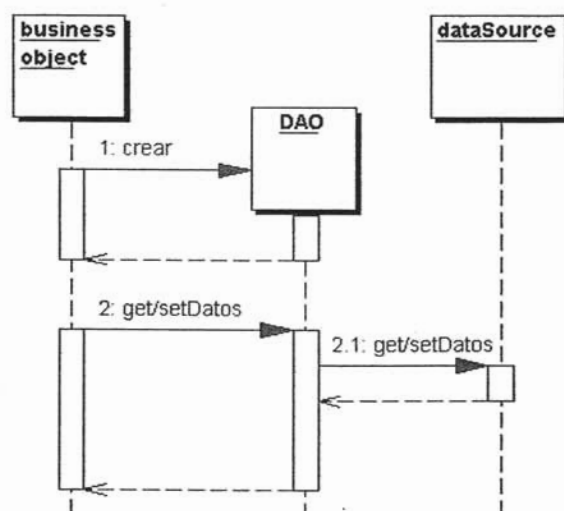 business
object
dataSource
DAO
1: crear
2: get/setDatos
2.1: get/setDatos